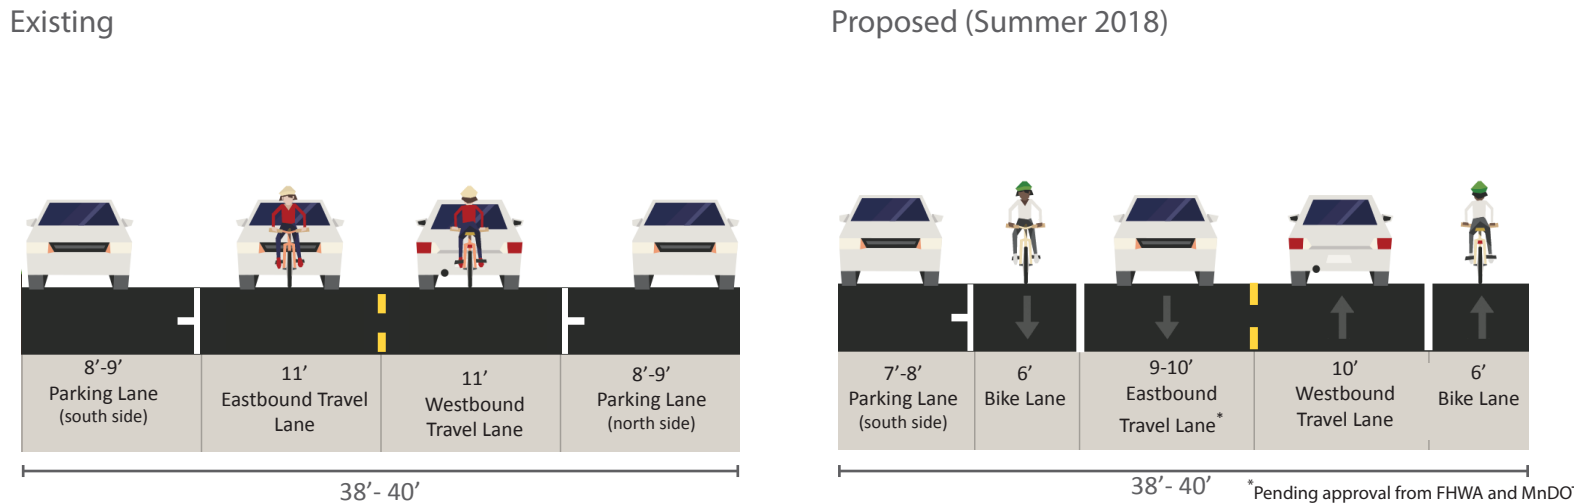 Existing
8’-9’
Parking Lane
(south side)
11’
Eastbound Travel
Lane
11’
Westbound
Travel Lane
8’-9’
Parking Lane
(north side)
38’- 40’
Proposed (Summer 2018)
7’-8’
Parking Lane
(south side)
6’
Bike Lane
9-10’
Eastbound
Travel Lane*
10’
Westbound
Travel Lane
6’
Bike Lane
38’- 40’
*Pending approval from FHWA and MnDOT